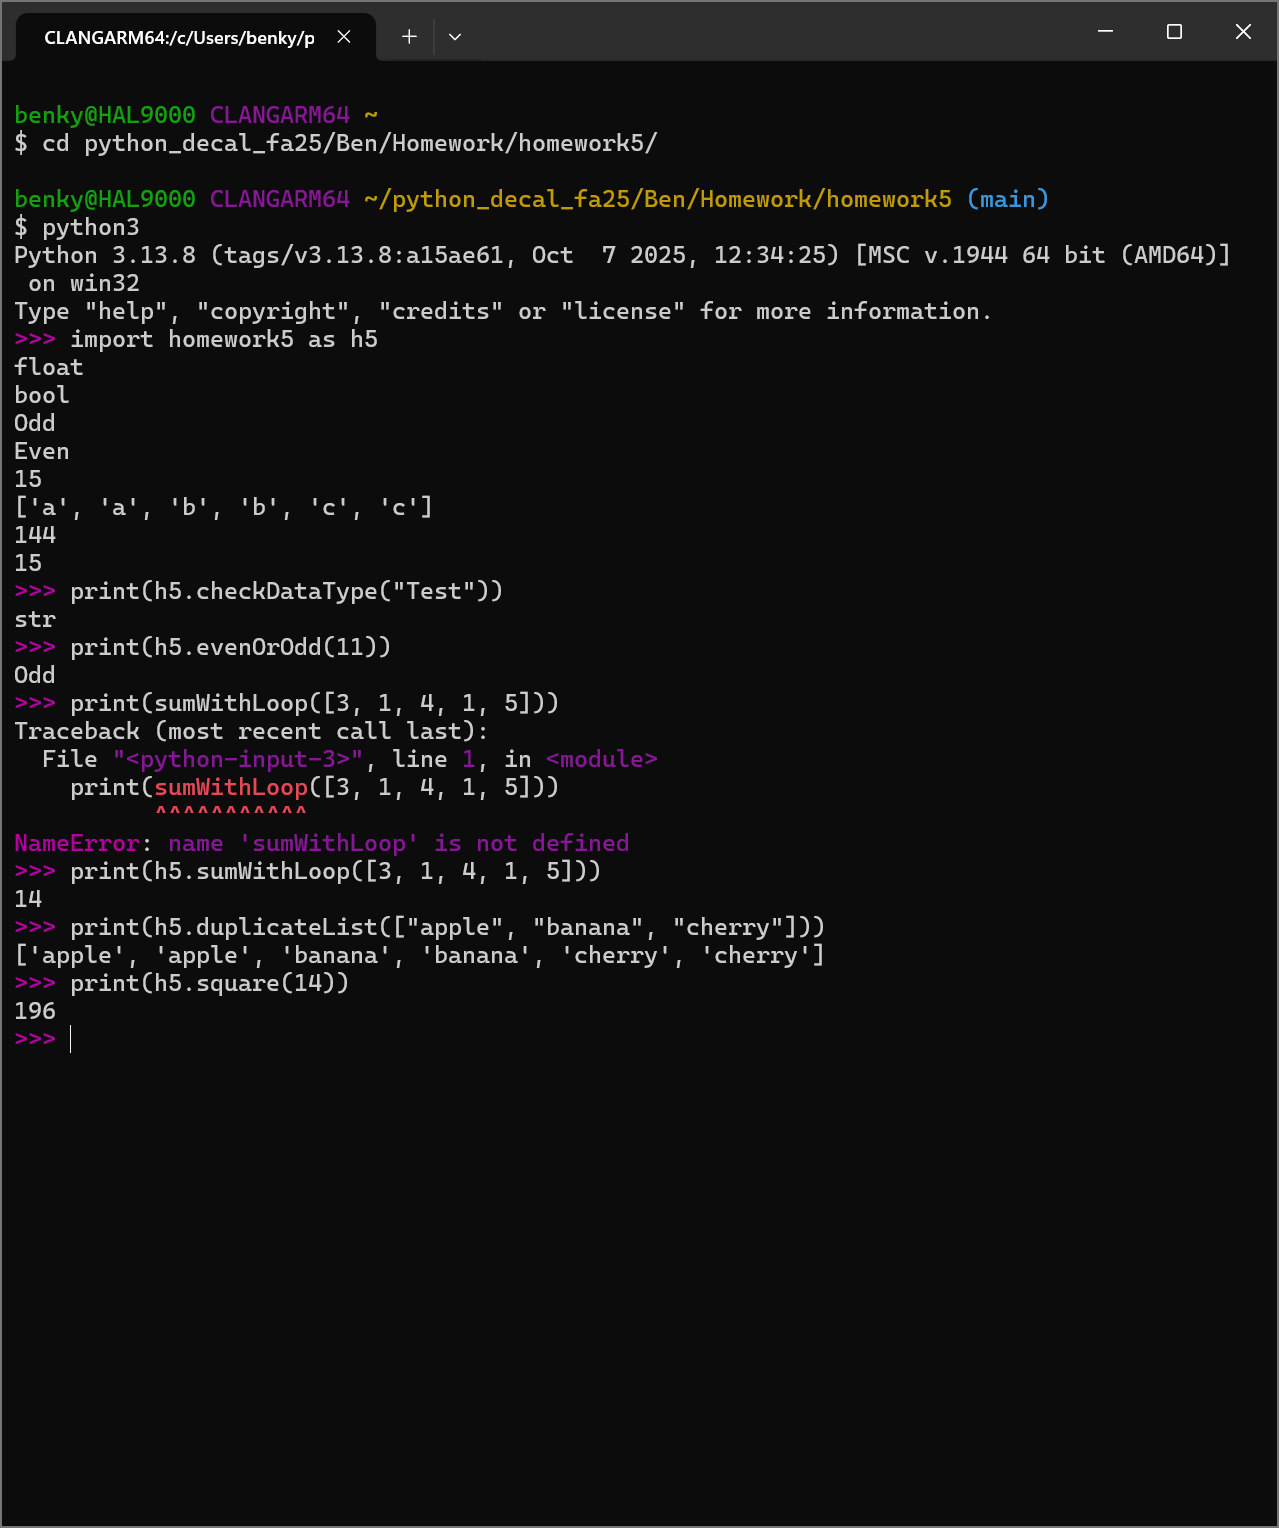 CLANGARM64:/c/Users/benky/p
benky@HAL9000 CLANGARM64 ~
$ cd python_decal_fa25/Ben/Homework/homework5/
benky@HAL9000 CLANGARM64 ~/python_decal_fa25/Ben/Homework/homework5 (main)
$ python3
Python 3.13.8 (tags/v3.13.8:a15ae61, Oct  7 2025, 12:34:25) [MSC v.1944 64 bit (AMD64)]
 on win32
Type "help", "copyright", "credits" or "license" for more information.
>>> import homework5 as h5
float
bool
Odd
Even
15
['a', 'a', 'b', 'b', 'c', 'c']
144
15
>>> print(h5.checkDataType("Test"))
str
>>> print(h5.evenOrOdd(11))
Odd
>>> print(sumWithLoop([3, 1, 4, 1, 5]))
Traceback (most recent call last):
  File "<python-input-3>", line 1, in <module>
    print(sumWithLoop([3, 1, 4, 1, 5]))
          ^^^^^^^^^^^
NameError: name 'sumWithLoop' is not defined
>>> print(h5.sumWithLoop([3, 1, 4, 1, 5]))
14
>>> print(h5.duplicateList(["apple", "banana", "cherry"]))
['apple', 'apple', 'banana', 'banana', 'cherry', 'cherry']
>>> print(h5.square(14))
196
>>>